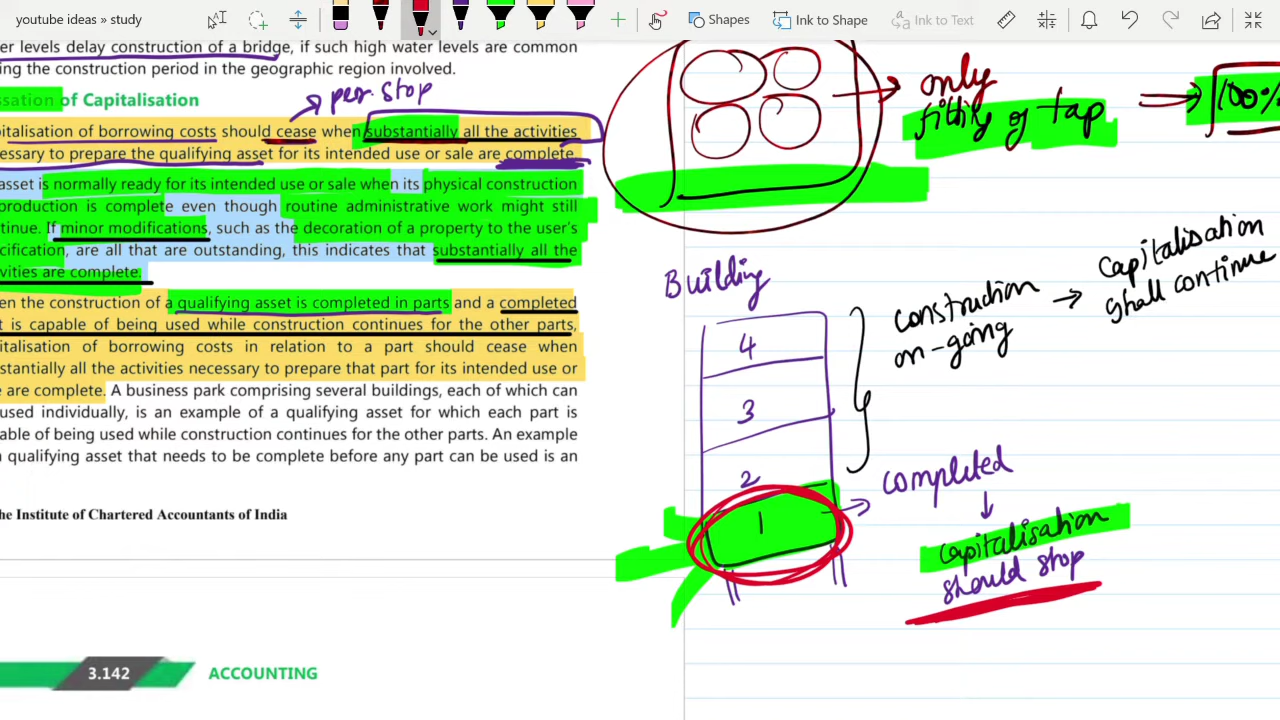 youtube ideas » study
Shapes
Ink to Shape
Ink to Text
er levels delay construction of a bridge, if such high water levels are common
ing the construction period in the geographic region involved.
ssation of Capitalisation
per. stop
pitalisation of borrowing costs should cease when substantially all the activities
cessary to prepare the qualifying asset for its intended use or sale are complete
asset is normally ready for its intended use or sale when its physical construction
production is complete even though routine administrative work might still
tinue. If minor modifications, such as the decoration of a property to the user's
cification, are all that are outstanding, this indicates that substantially all the
vities are complete.
en the construction of a qualifying asset is completed in parts and a completed
t is capable of being used while construction continues for the other parts,
pitalisation of borrowing costs in relation to a part should cease when
stantially all the activities necessary to prepare that part for its intended use or
e are complete. A business park comprising several buildings, each of which can
used individually, is an example of a qualifying asset for which each part is
able of being used while construction continues for the other parts. An example
qualifying asset that needs to be complete before any part can be used is an
he Institute of Chartered Accountants of India
3.142 ACCOUNTING
only
of tap
100%
Building
4
3
2
1
construction
on-going
Capitalisation
shall continue
completed
capitalisation
should stop